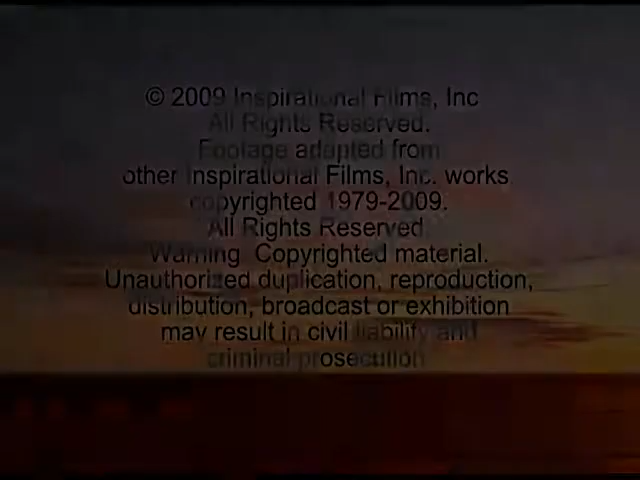 © 2009 Inspirational Films, Inc
All Rights Reserved.
Footage adapted from
other Inspirational Films, Inc. works
copyrighted 1979-2009.
All Rights Reserved
Warning Copyrighted material.
Unauthorized duplication, reproduction,
distribution, broadcast or exhibition
may result in civil liability and
criminal prosecution